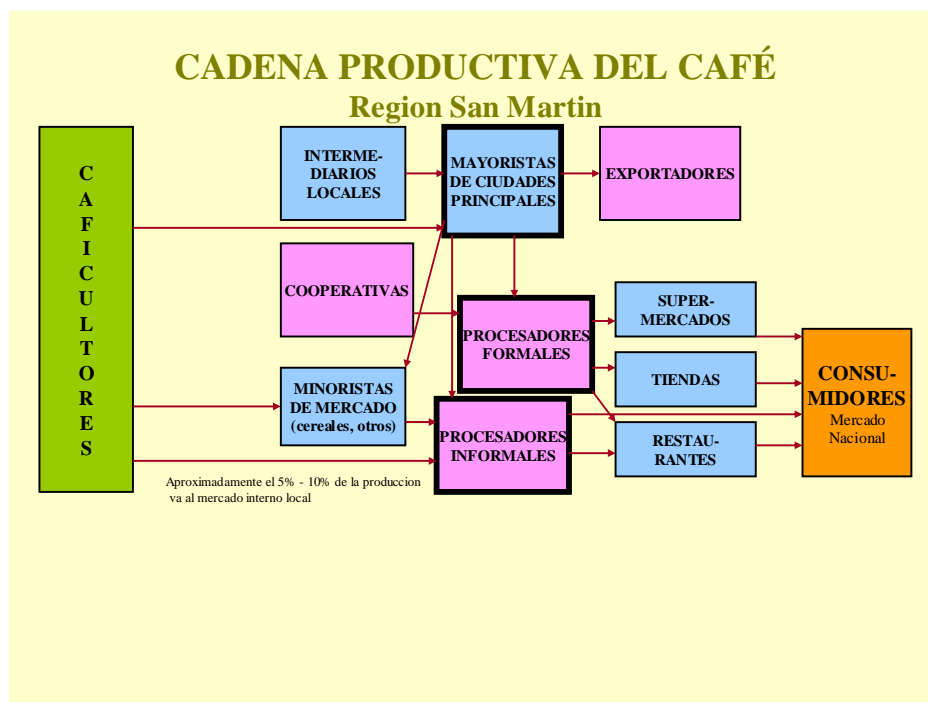 CADENA PRODUCTIVA DEL CAFÉ
Region San Martin
C
A
F
I
C
U
L
T
O
R
E
S
INTERME-
DIARIOS
LOCALES
MAYORISTAS
DE CIUDADES
PRINCIPALES
EXPORTADORES
COOPERATIVAS
PROCESADORES
FORMALES
SUPER-
MERCADOS
TIENDAS
MINORISTAS
DE MERCADO
(cereales, otros)
PROCESADORES
INFORMALES
RESTAU-
RANTES
CONSU-
MIDORES
Mercado
Nacional
Aproximadamente el 5% - 10% de la produccion
va al mercado interno local